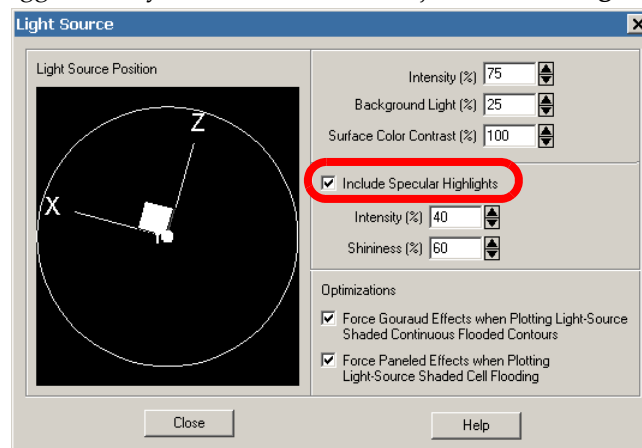 Light Source
Light Source Position
Z
X
Intensity (%) 75
Background Light (%) 25
Surface Color Contrast (%) 100
Include Specular Highlights
Intensity (%) 40
Shininess (%) 60
Optimizations
Force Gouraud Effects when Plotting Light-Source
Shaded Continuous Flooded Contours
Force Paneled Effects when Plotting
Light-Source Shaded Cell Flooding
Close
Help